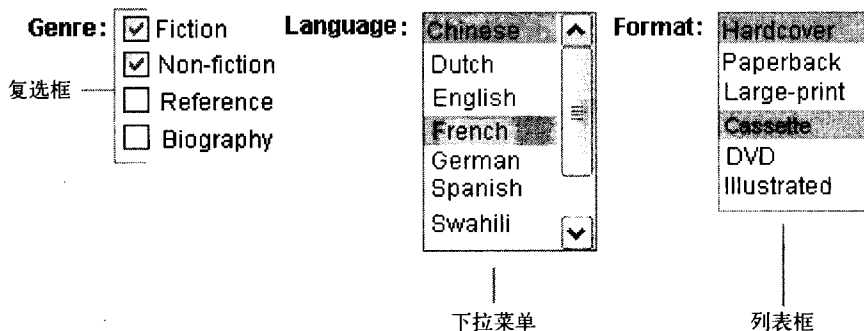 Genre:
Fiction
Non-fiction
Reference
Biography
复选框
Language:
Chinese
Dutch
English
French
German
Spanish
Swahili
下拉菜单
Format:
Hardcover
Paperback
Large-print
Cassette
DVD
Illustrated
列表框